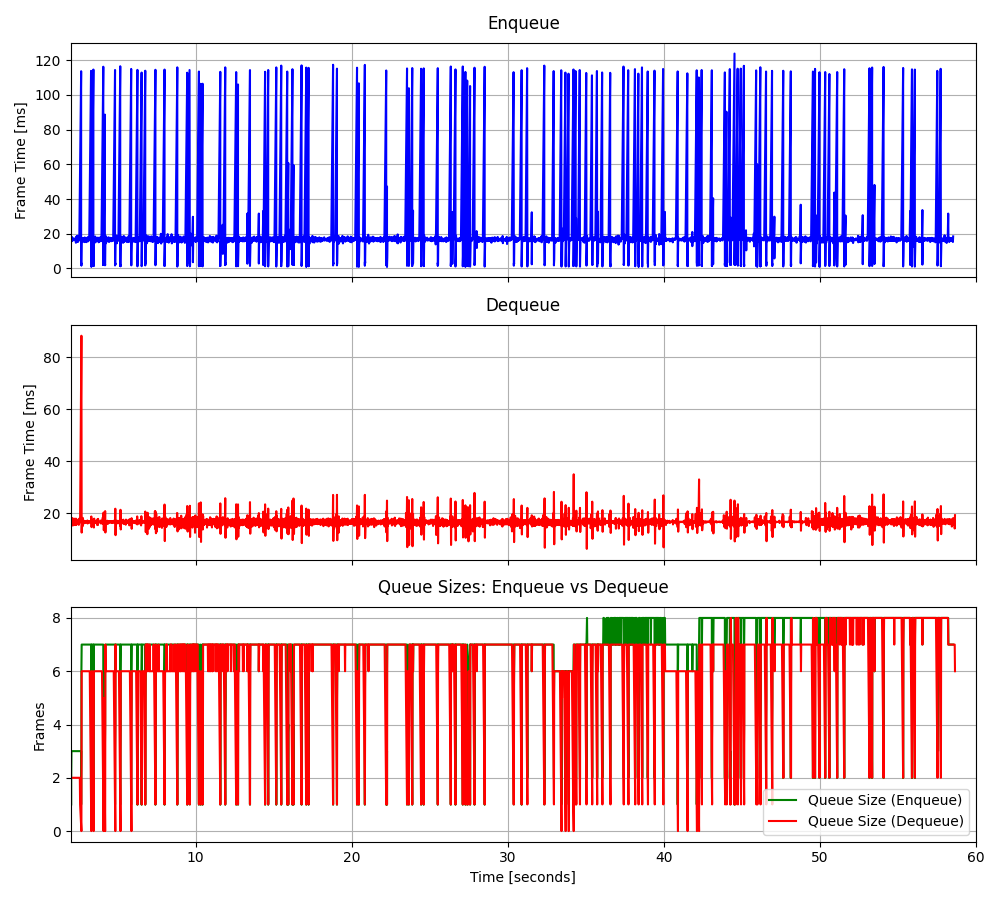 Enqueue
Frame Time [ms]
120
100
80
60
40
20
0
Dequeue
Frame Time [ms]
80
60
40
20
Queue Sizes: Enqueue vs Dequeue
Frames
8
6
4
2
0
Queue Size (Enqueue)
Queue Size (Dequeue)
10 20 30 40 50 60
Time [seconds]